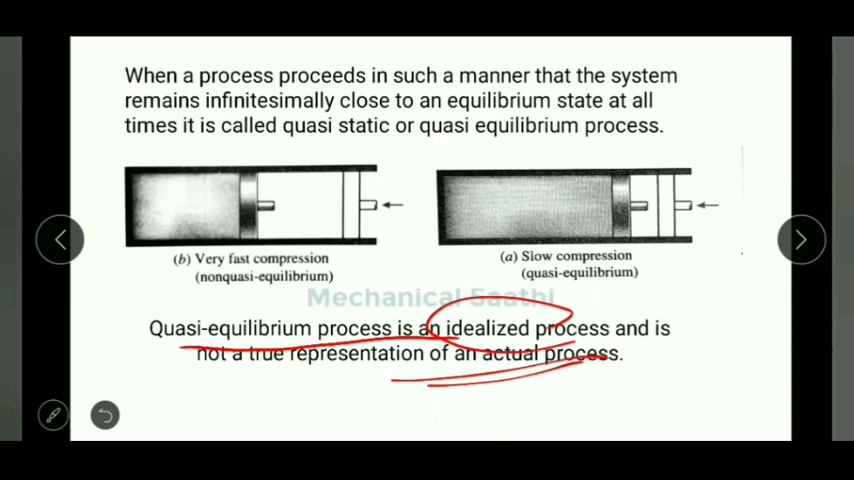 When a process proceeds in such a manner that the system
remains infinitesimally close to an equilibrium state at all
times it is called quasi static or quasi equilibrium process.
(b) Very fast compression
(nonquasi-equilibrium)
(a) Slow compression
(quasi-equilibrium)
Mechanical Saathi
Quasi-equilibrium process is an idealized process and is
not a true representation of an actual process.